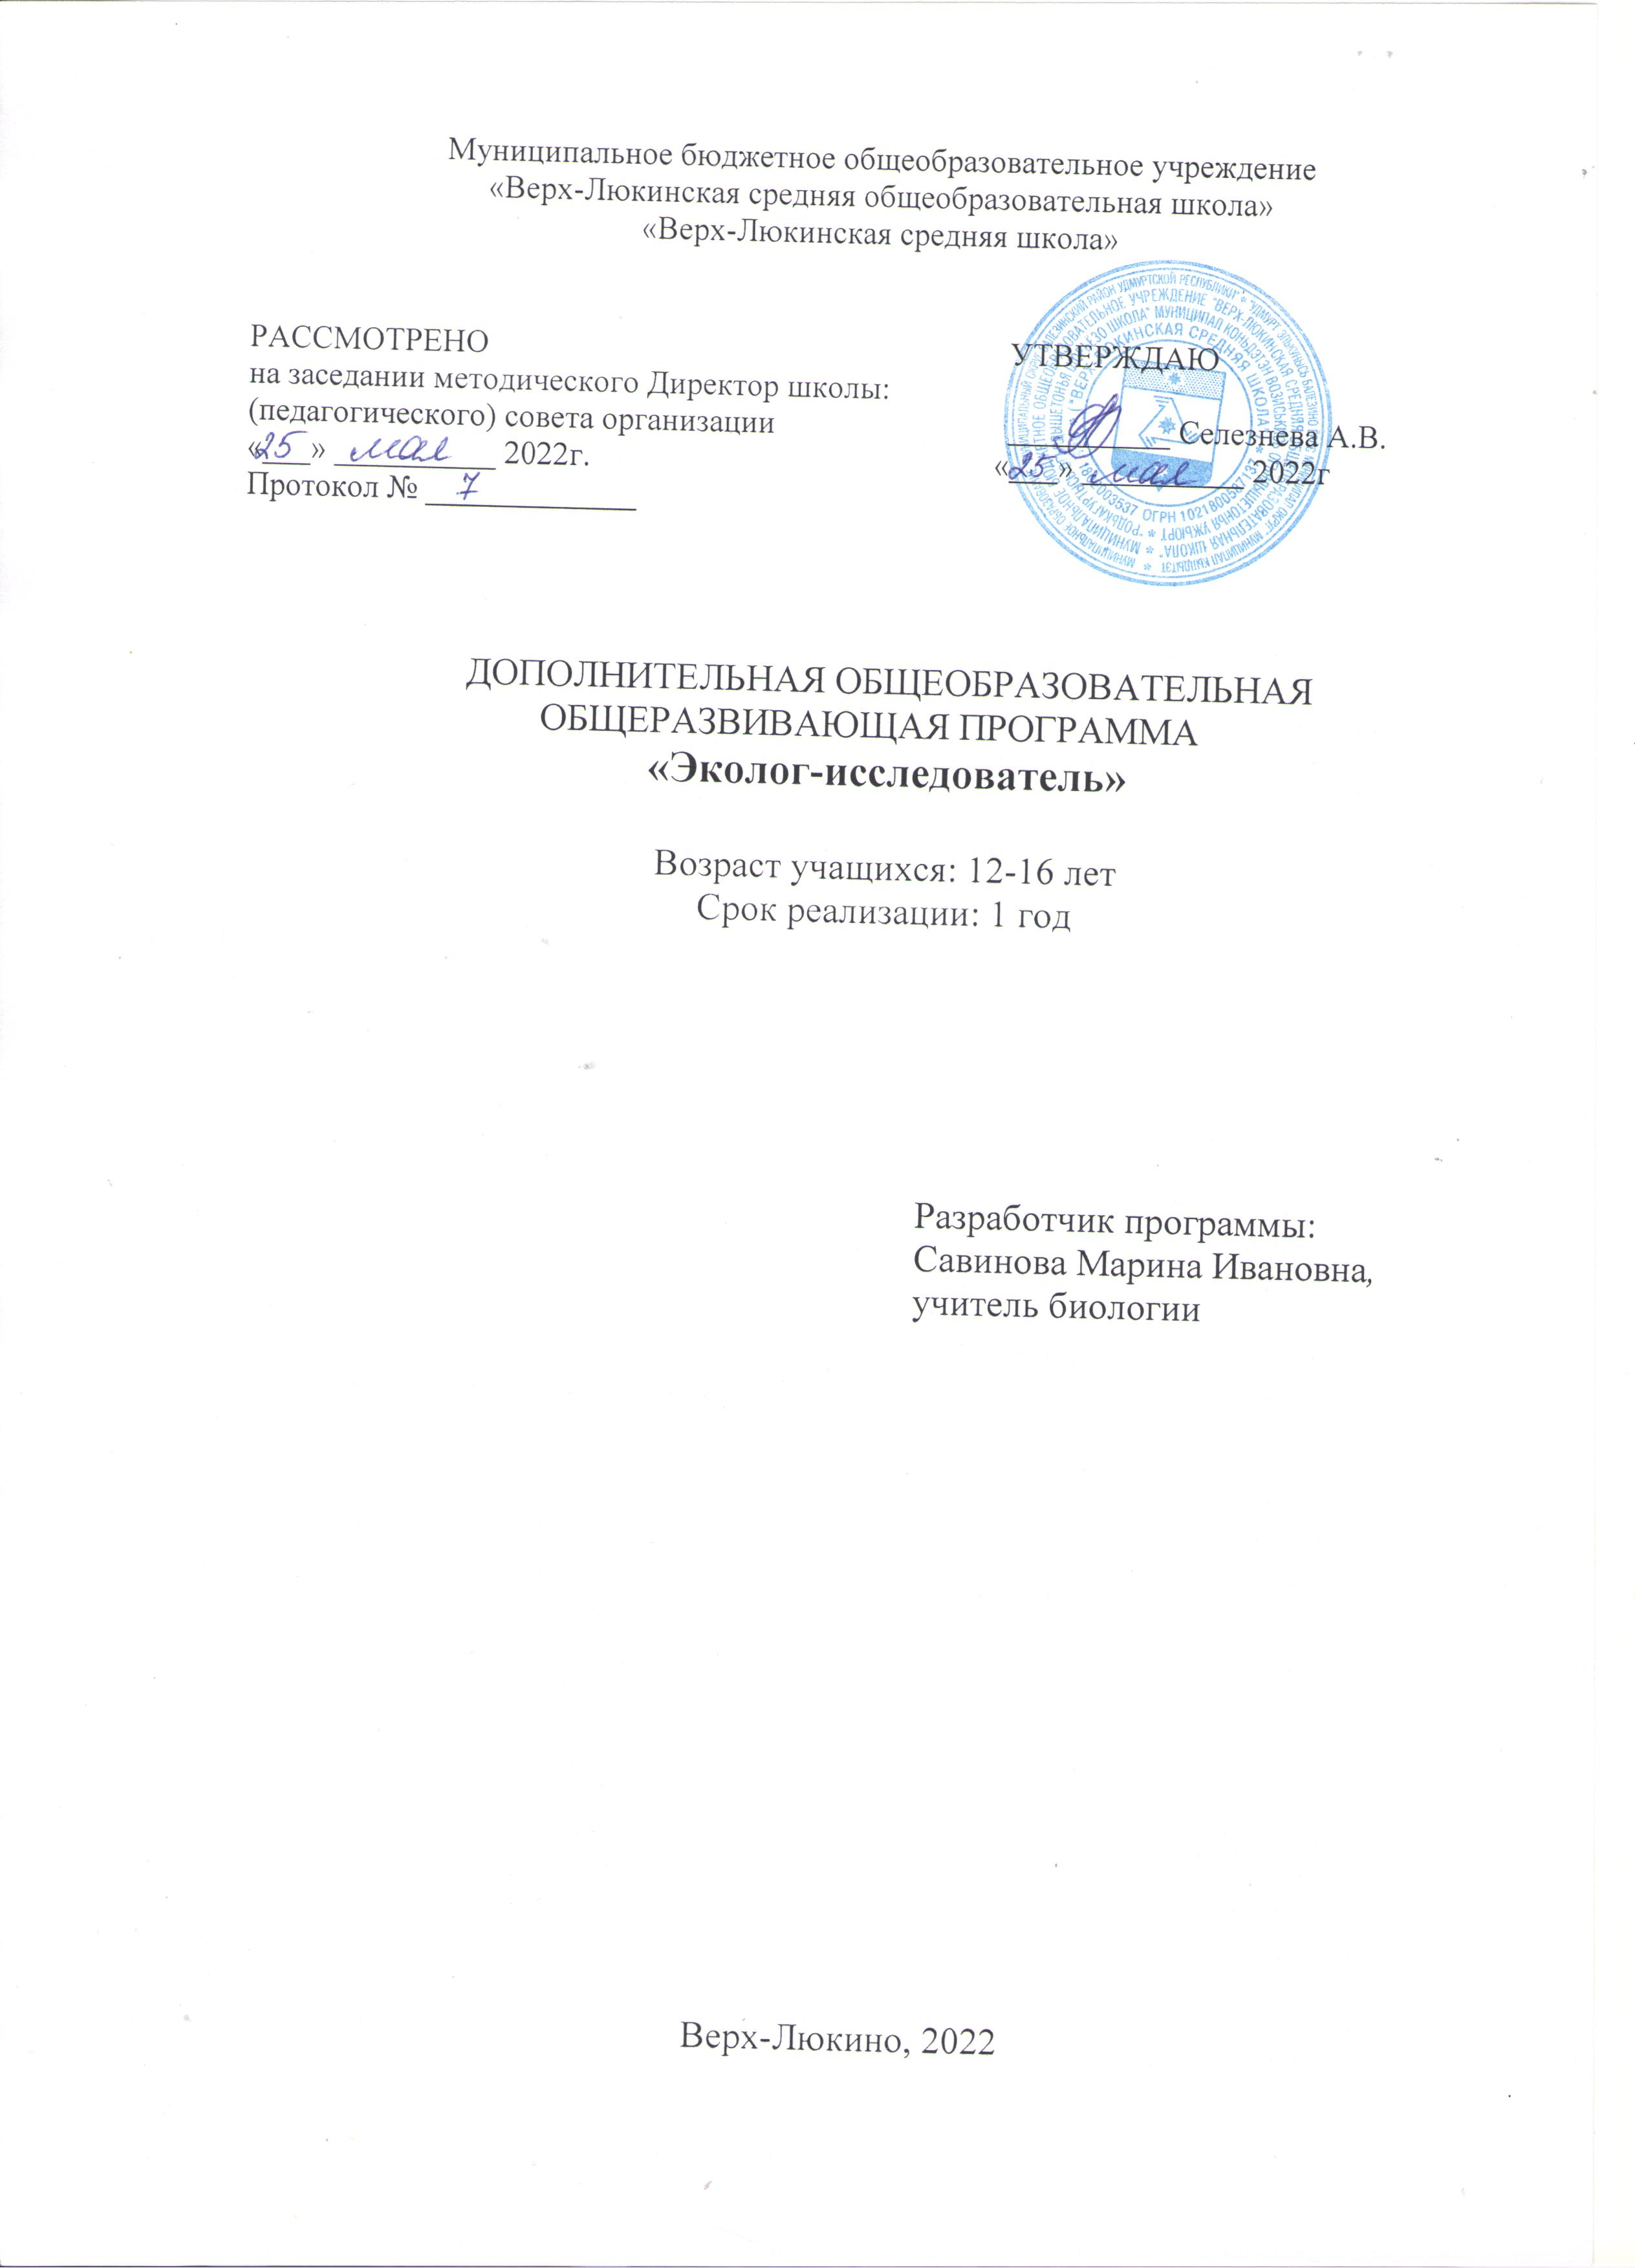 Муниципальное бюджетное общеобразовательное учреждение
«Верх-Люкинская средняя общеобразовательная школа»
«Верх-Люкинская средняя школа»
РАССМОТРЕНО
на заседании методического Директор школы:
(педагогического) совета организации
«25» мая 2022г.
Протокол № 7
УТВЕРЖДАЮ
Селезнева А.В.
«25» мая 2022г
ОГРН 1021800587137
ДОПОЛНИТЕЛЬНАЯ ОБЩЕОБРАЗОВАТЕЛЬНАЯ
ОБЩЕРАЗВИВАЮЩАЯ ПРОГРАММА
«Эколог-исследователь»
Возраст учащихся: 12-16 лет
Срок реализации: 1 год
Разработчик программы:
Савинова Марина Ивановна,
учитель биологии
Верх-Люкино, 2022